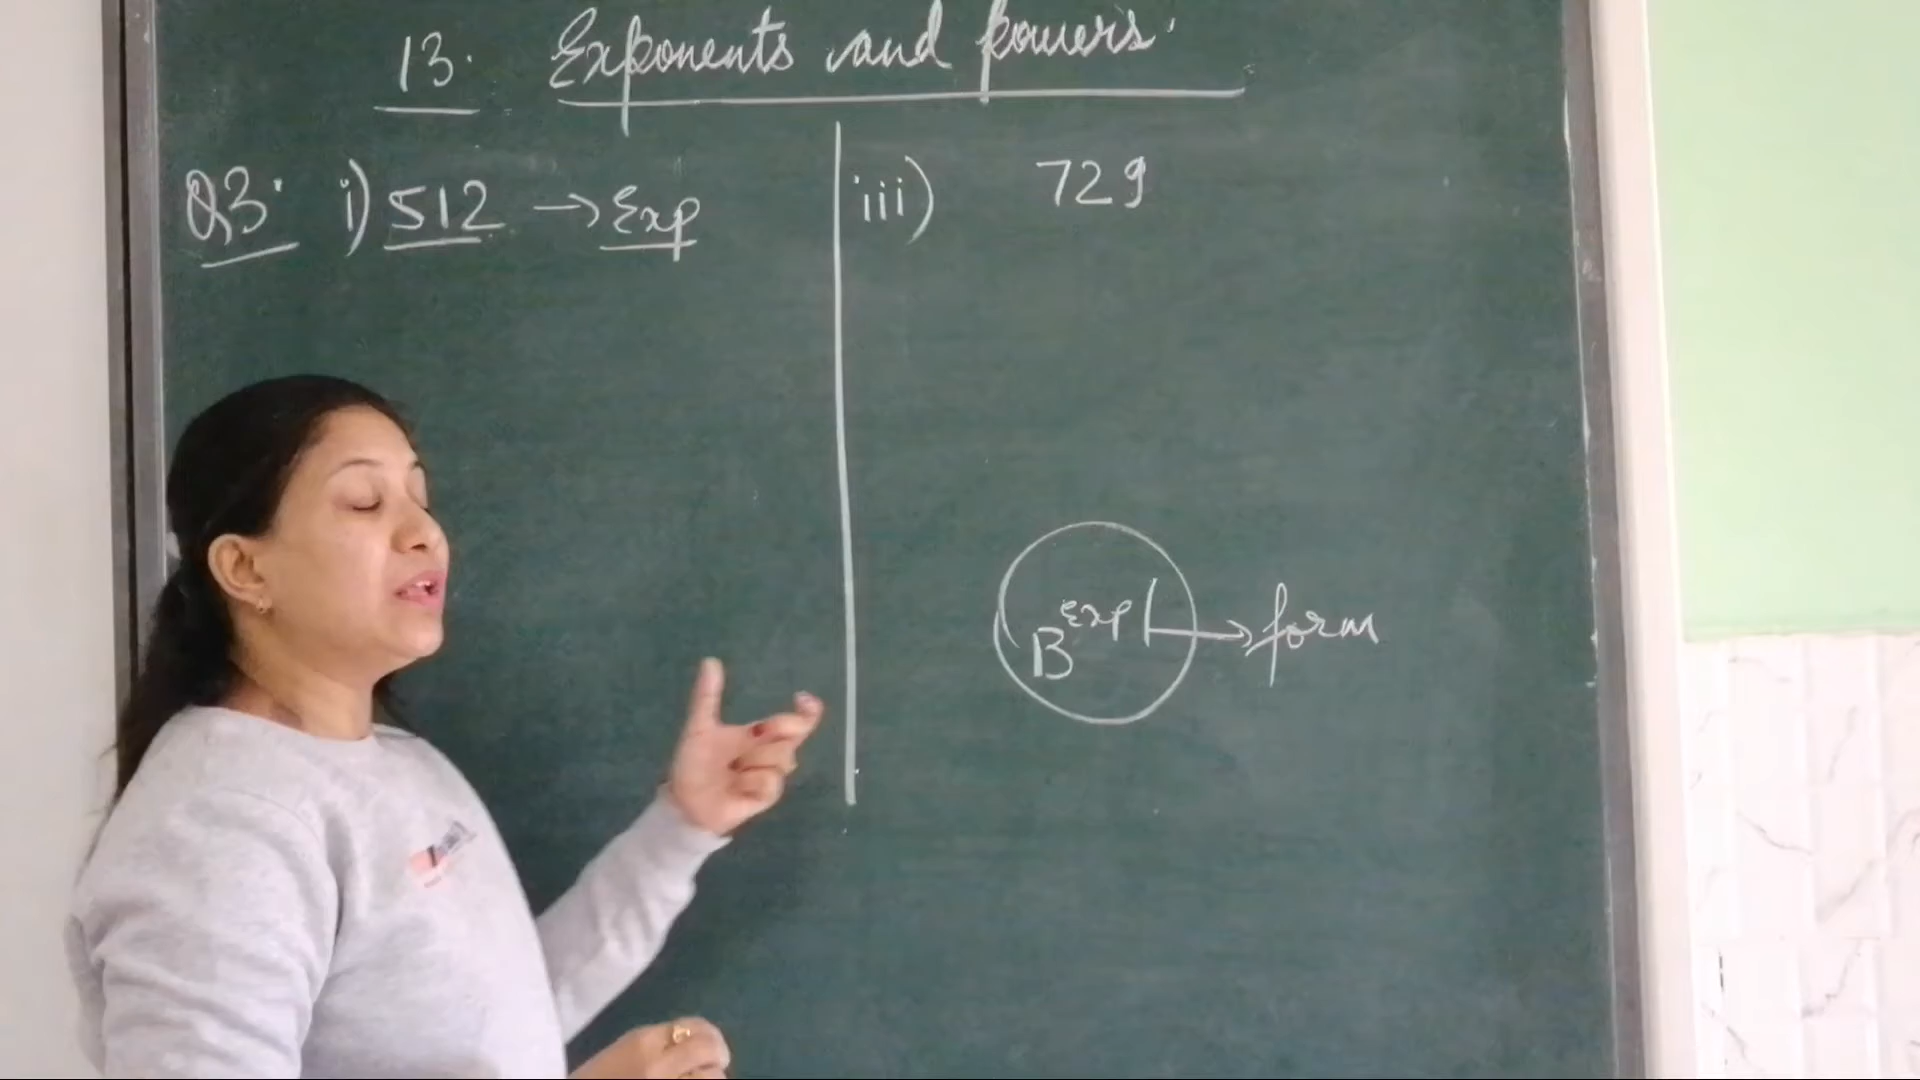 13. Exponents and powers.
Q3. i) 512 → Exp
iii) 729
B^Exp → form